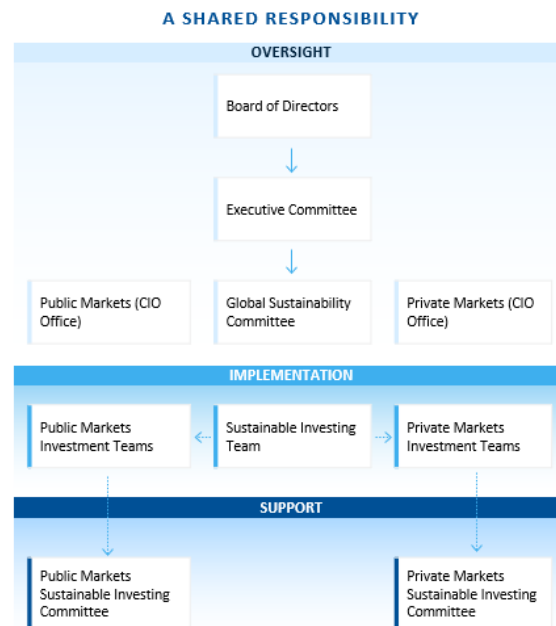 A SHARED RESPONSIBILITY
OVERSIGHT
Board of Directors
Executive Committee
Public Markets (CIO
Office)
Global Sustainability
Committee
Private Markets (CIO
Office)
IMPLEMENTATION
Public Markets
Investment Teams
Sustainable Investing
Team
Private Markets
Investment Teams
SUPPORT
Public Markets
Sustainable Investing
Committee
Private Markets
Sustainable Investing
Committee